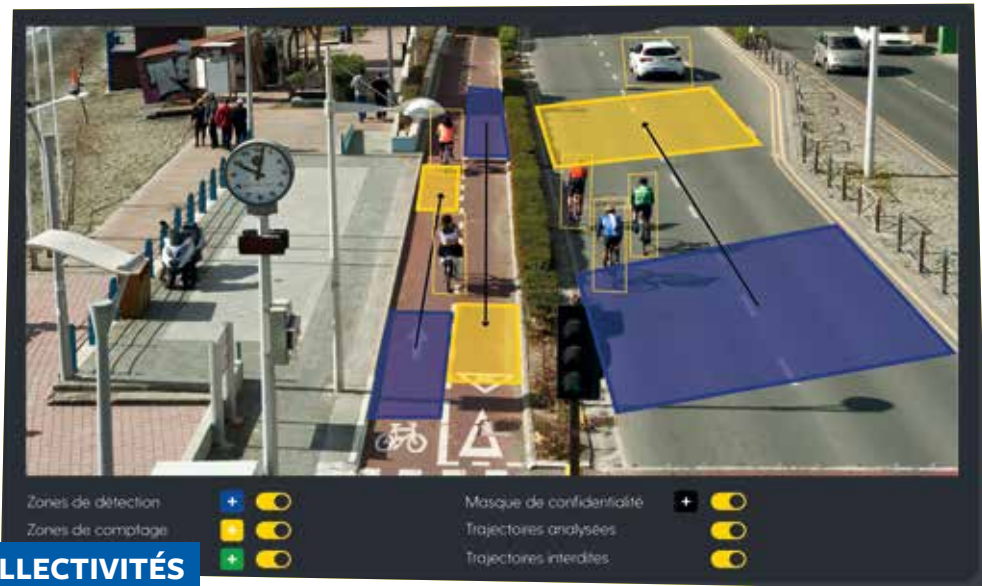 Zones de détection
Masque de confidentialité
Zones de comptage
Trajectoires analysées
Trajectoires interdites
LLECTIVITÉS